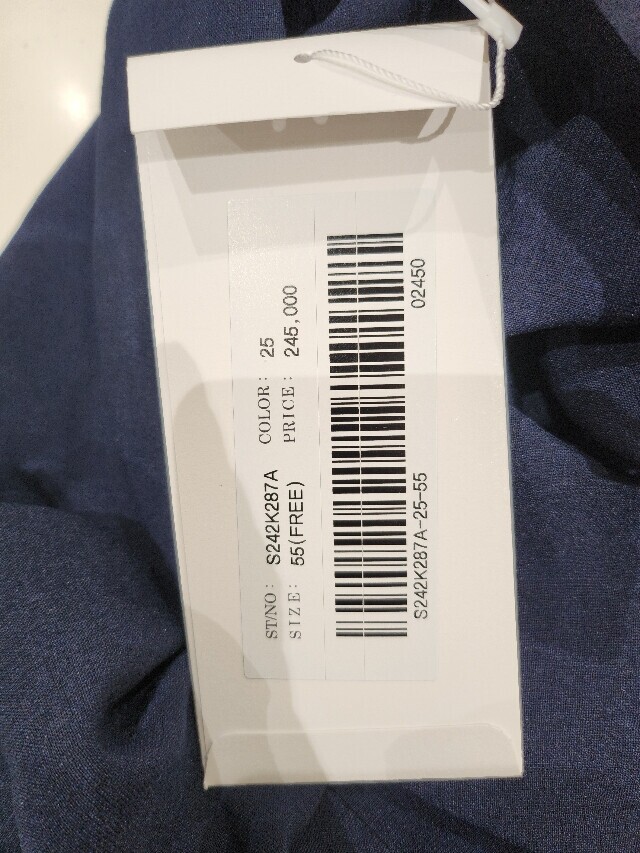 ST/NO: S242K287A COLOR: 25
SIZE: 55(FREE) PRICE: 245,000
S242K287A-25-55 02450